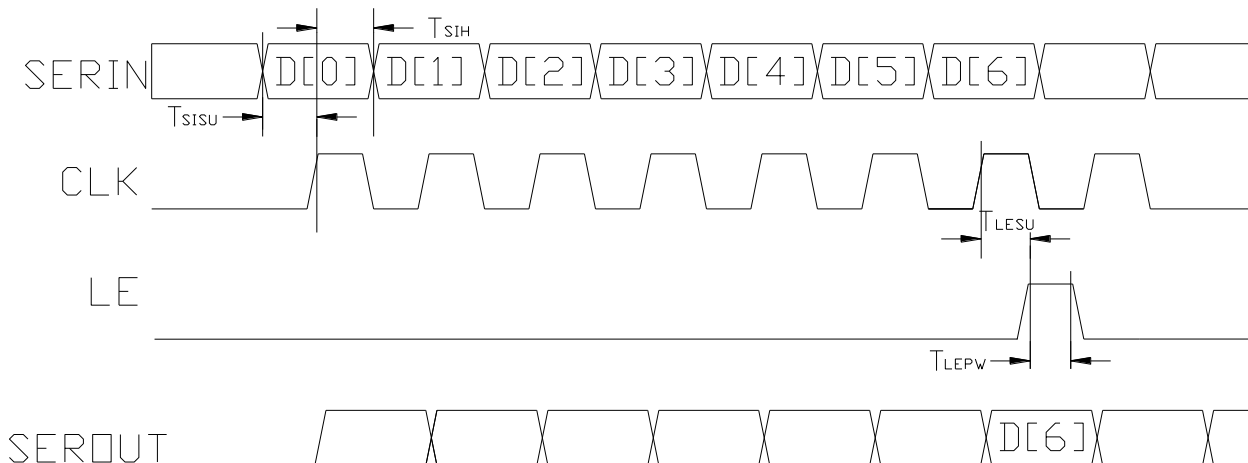 TSIH
SERIN D[0] D[1] D[2] D[3] D[4] D[5] D[6]
TSISU
CLK
TLESU
LE
TLEPW
SEROUT D[6]